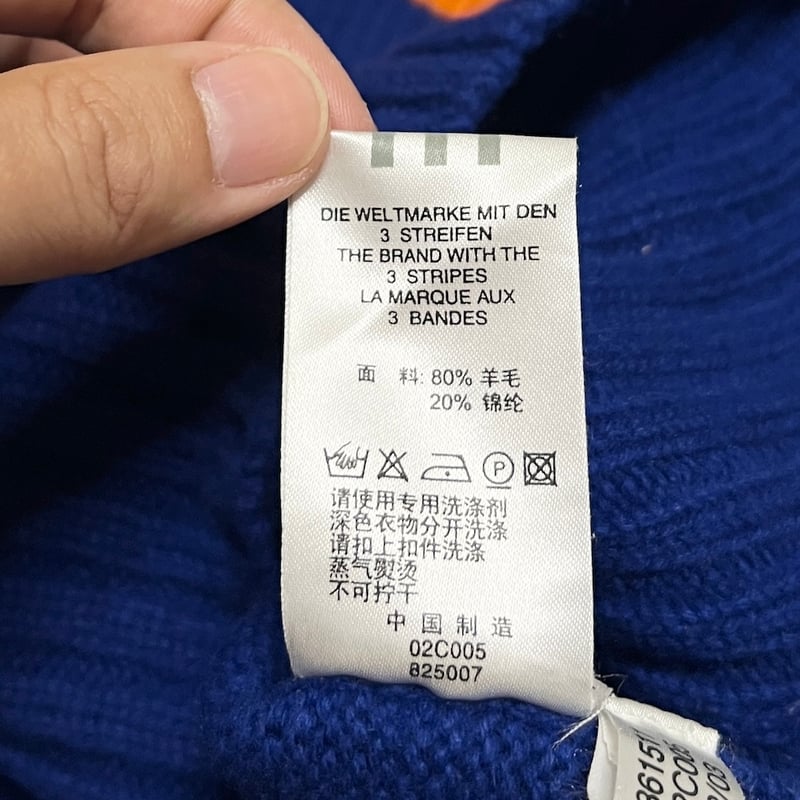 DIE WELTMARKE MIT DEN
3 STREIFEN
THE BRAND WITH THE
3 STRIPES
LA MARQUE AUX
3 BANDES
面 料: 80% 羊毛
20% 锦纶
P
请使用专用洗涤剂
深色衣物分开洗涤
请扣上扣件洗涤
蒸气熨烫
不可拧干
中国制造
02C005
825007